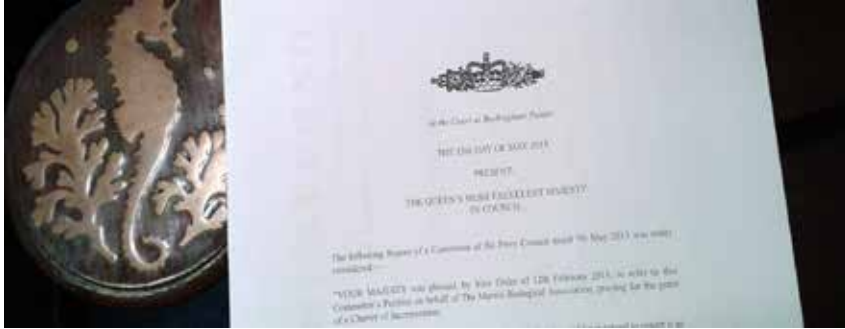 At the Court at Buckingham Palace
THE DAY OF MAY 2013
PRESENT,
THE QUEEN'S MOST EXCELLENT MAJESTY
IN COUNCIL
The following Report of a Committee of the Privy Council dated May 2013 was today
considered:—
"YOUR MAJESTY was pleased by Your Order of 12th February 2013, to refer to this
Committee a Petition on behalf of The Marine Biological Association, praying for the grant
of a Charter of Incorporation